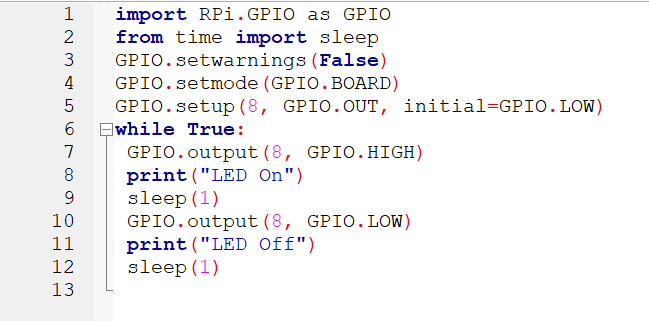 1 import RPi.GPIO as GPIO
2 from time import sleep
3 GPIO.setwarnings(False)
4 GPIO.setmode(GPIO.BOARD)
5 GPIO.setup(8, GPIO.OUT, initial=GPIO.LOW)
6 while True:
7  GPIO.output(8, GPIO.HIGH)
8  print("LED On")
9  sleep(1)
10  GPIO.output(8, GPIO.LOW)
11  print("LED Off")
12  sleep(1)
13